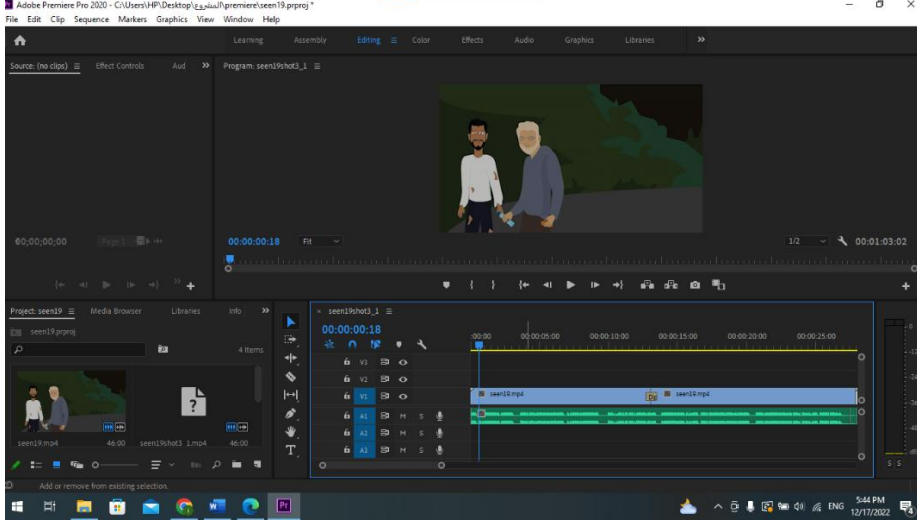 Adobe Premiere Pro 2020 - C:\Users\HP\Desktop\المشروع\premiere\seen19.prproj *
File Edit Clip Sequence Markers Graphics View Window Help
Learning Assembly Editing Color Effects Audio Graphics Libraries
Source: (no clips) Effect Controls Aud Program: seen19shot3_1
00;00;00;00 Page 1 00:00:00:18 Fit 1/2 00:01:03:02
Project: seen19 Media Browser Libraries Info
seen19.prproj
4 Items
seen19.mp4 46:00 seen19shot3_1.mp4 46:00
seen19shot3_1
00:00:00:18
:00:00 00:00:05:00 00:00:10:00 00:00:15:00 00:00:20:00 00:00:25:00
V3
V2
V1 seen19.mp4 seen19.mp4
A1 M S
A2 M S
A3 M S
S S
Add or remove from existing selection.
ENG 5:44 PM
12/17/2022